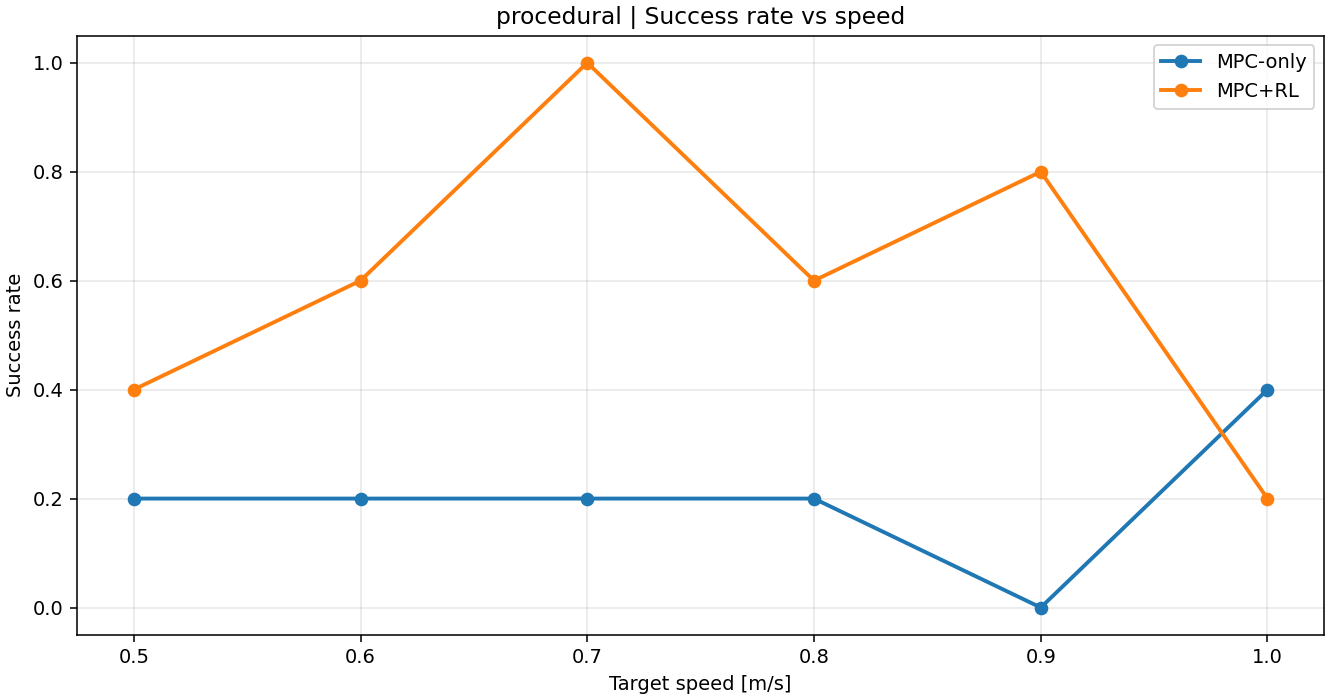 procedural | Success rate vs speed
MPC-only
MPC+RL
1.0
0.8
0.6
0.4
0.2
0.0
Success rate
0.5 0.6 0.7 0.8 0.9 1.0
Target speed [m/s]